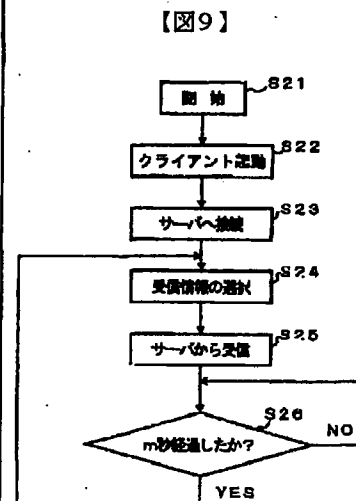 【図9】
開始
S21
クライアント起動
S22
サーバへ接続
S23
受信情報の選択
S24
サーバから受信
S25
m秒経過したか?
S26
NO
YES